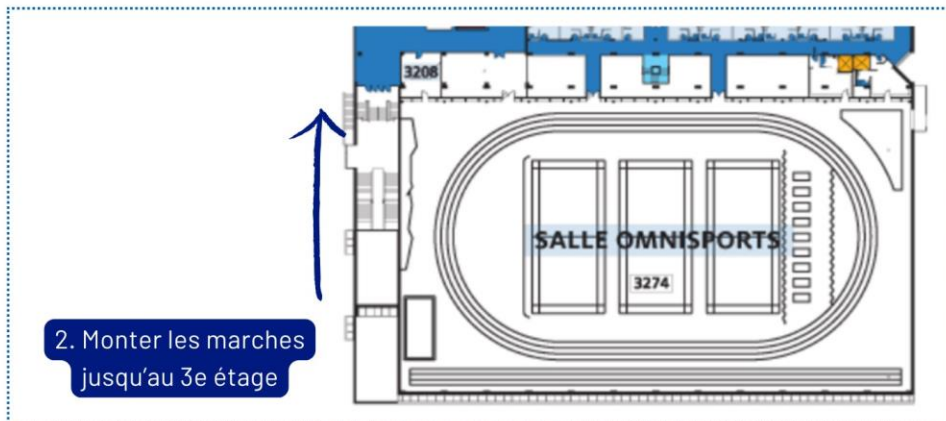 3208
SALLE OMNISPORTS
3274
2. Monter les marches
jusqu'au 3e étage